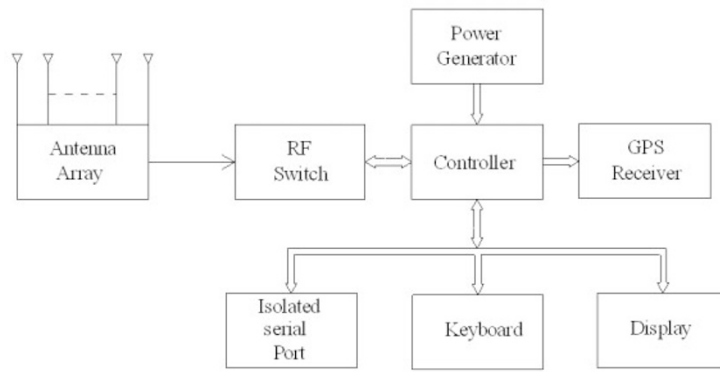 Power
Generator
Antenna
Array
RF
Switch
Controller
GPS
Receiver
Isolated
serial
Port
Keyboard
Display